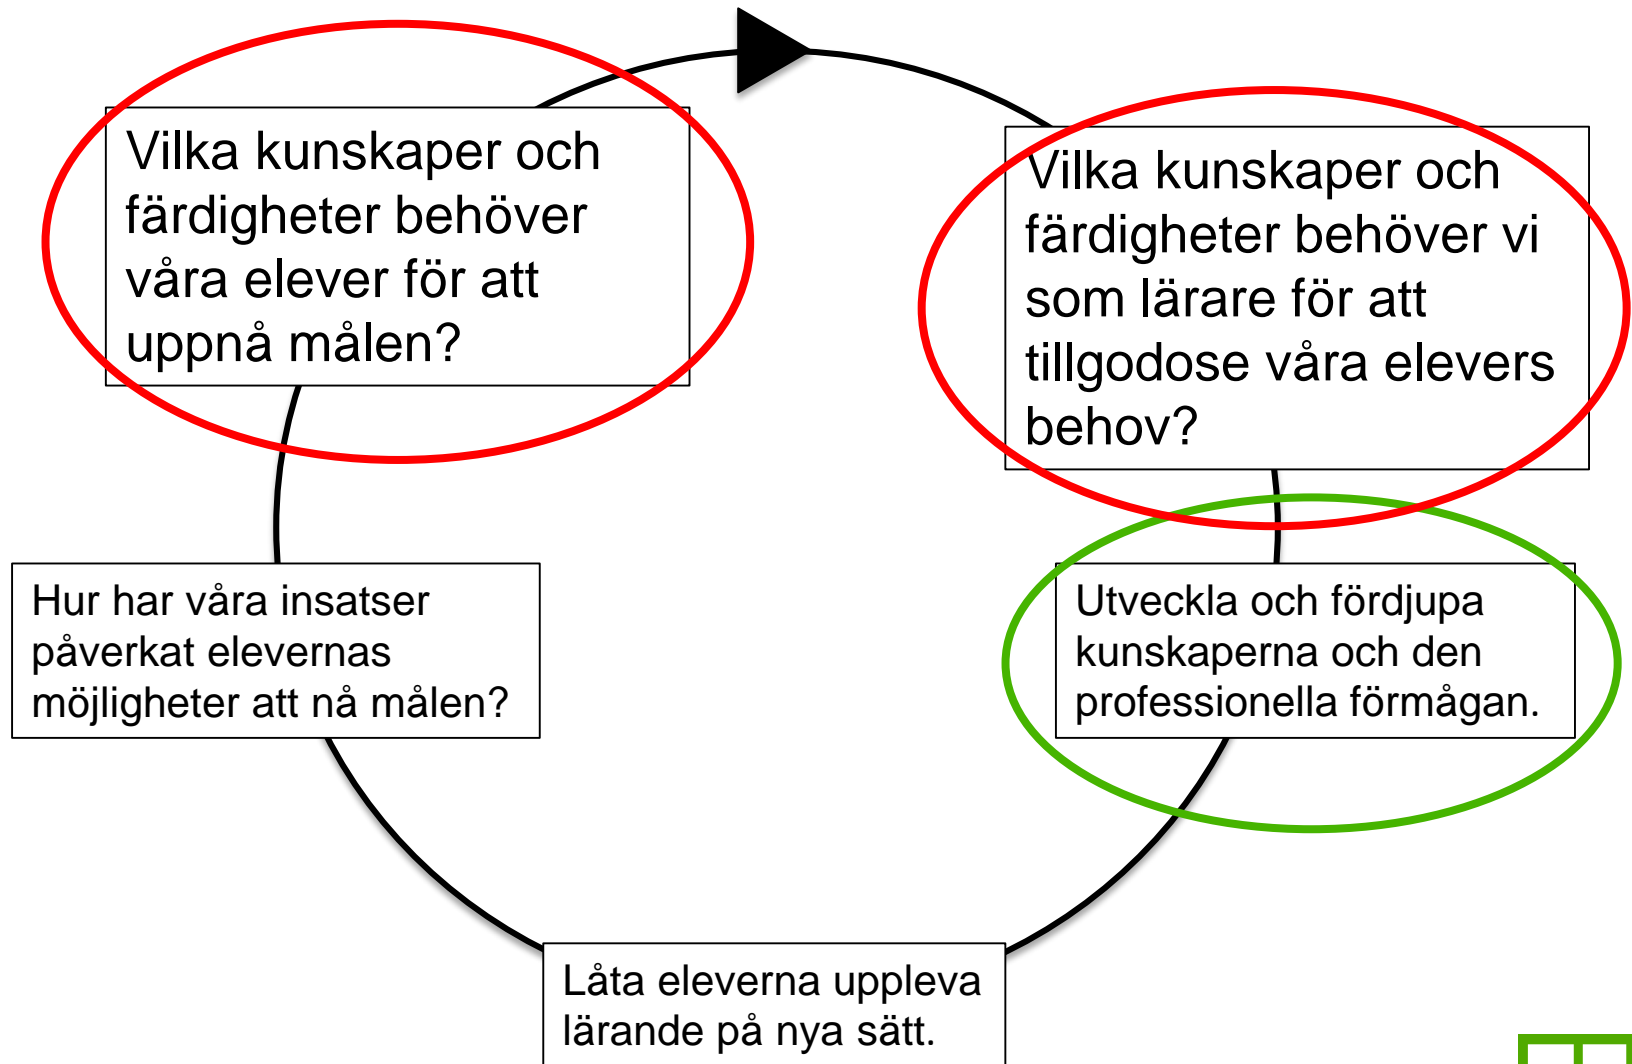 Vilka kunskaper och
färdigheter behöver
våra elever för att
uppnå målen?
Vilka kunskaper och
färdigheter behöver vi
som lärare för att
tillgodose våra elevers
behov?
Utveckla och fördjupa
kunskaperna och den
professionella förmågan.
Låta eleverna uppleva
lärande på nya sätt.
Hur har våra insatser
påverkat elevernas
möjligheter att nå målen?